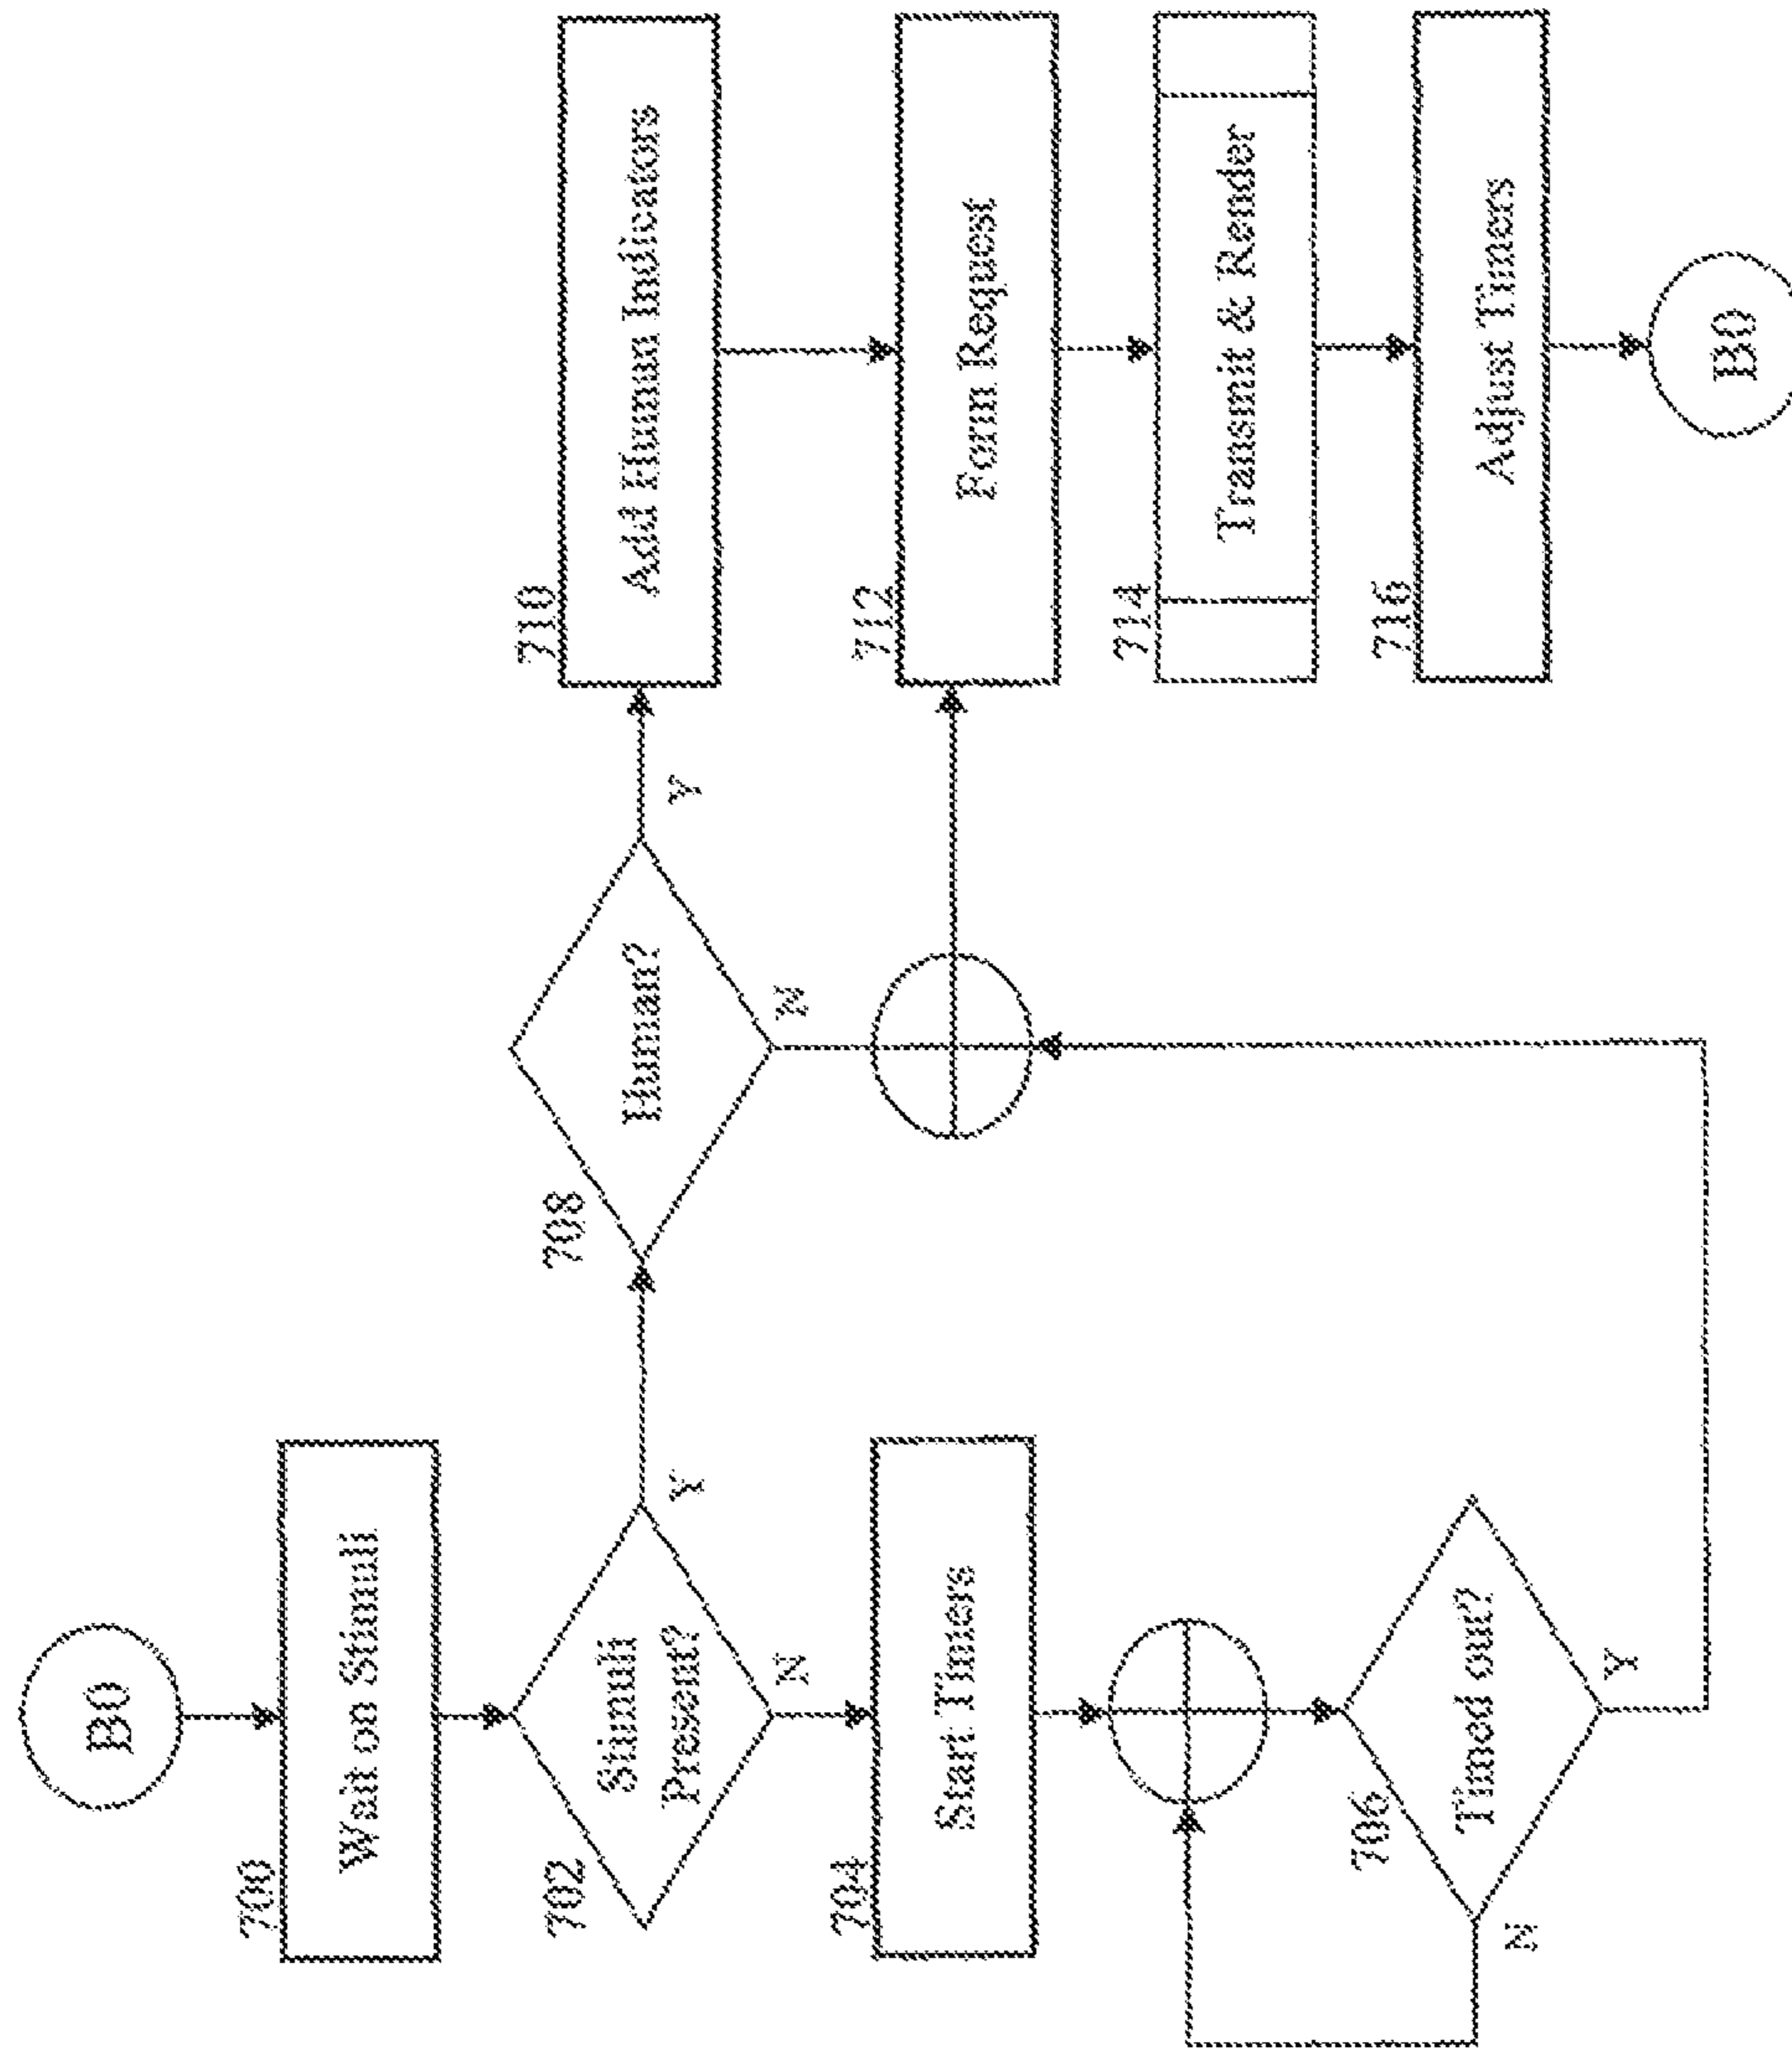 B0
700
Wait on Stimuli
702
Stimuli
Present?
Y
N
704
Start Timers
706
Timed out?
N
Y
708
Human?
Y
N
710
Add Human Indicators
712
Form Request
714
Transmit & Render
716
Adjust Timers
B0